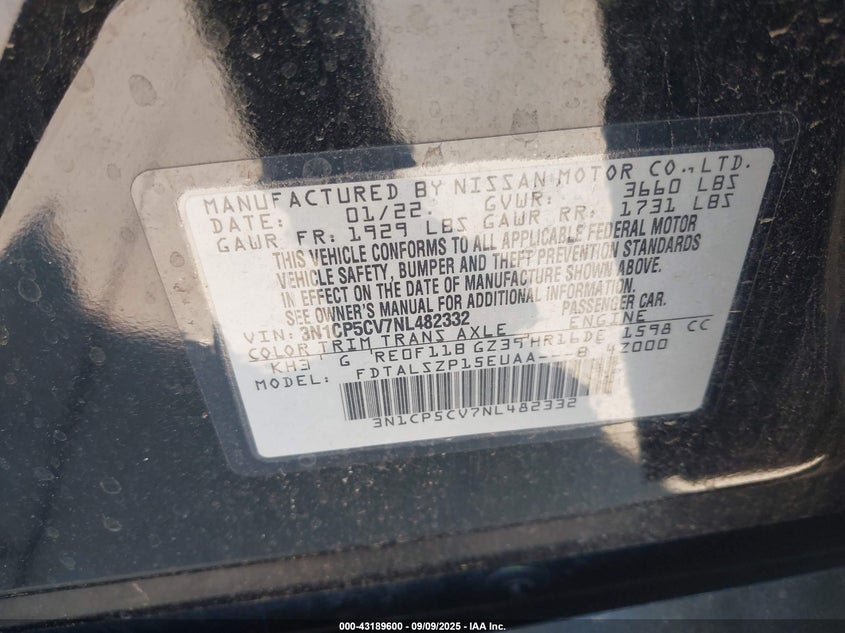 MANUFACTURED BY NISSAN MOTOR CO.,LTD.
DATE: 01/22. GVWR: 3660 LBS
GAWR FR: 1929 LBS GAWR RR: 1731 LBS
THIS VEHICLE CONFORMS TO ALL APPLICABLE FEDERAL MOTOR
VEHICLE SAFETY, BUMPER AND THEFT PREVENTION STANDARDS
IN EFFECT ON THE DATE OF MANUFACTURE SHOWN ABOVE.
SEE OWNER'S MANUAL FOR ADDITIONAL INFORMATION.
VIN: 3N1CP5CV7NL482332 PASSENGER CAR.
COLOR TRIM TRANS AXLE ENGINE
KH3 G RE0F11B GZ39 HR16DE 1598 CC
MODEL: FDTALSZP15EUAA---8 4Z000
3N1CP5CV7NL482332
000-43189600 - 09/09/2025 - IAA Inc.